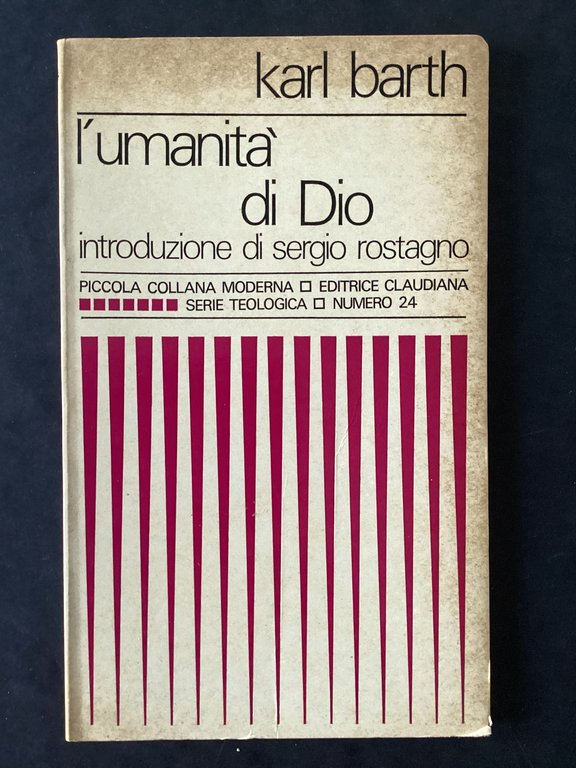 karl barth
l'umanità
di Dio
introduzione di sergio rostagno
PICCOLA COLLANA MODERNA □ EDITRICE CLAUDIANA
SERIE TEOLOGICA □ NUMERO 24